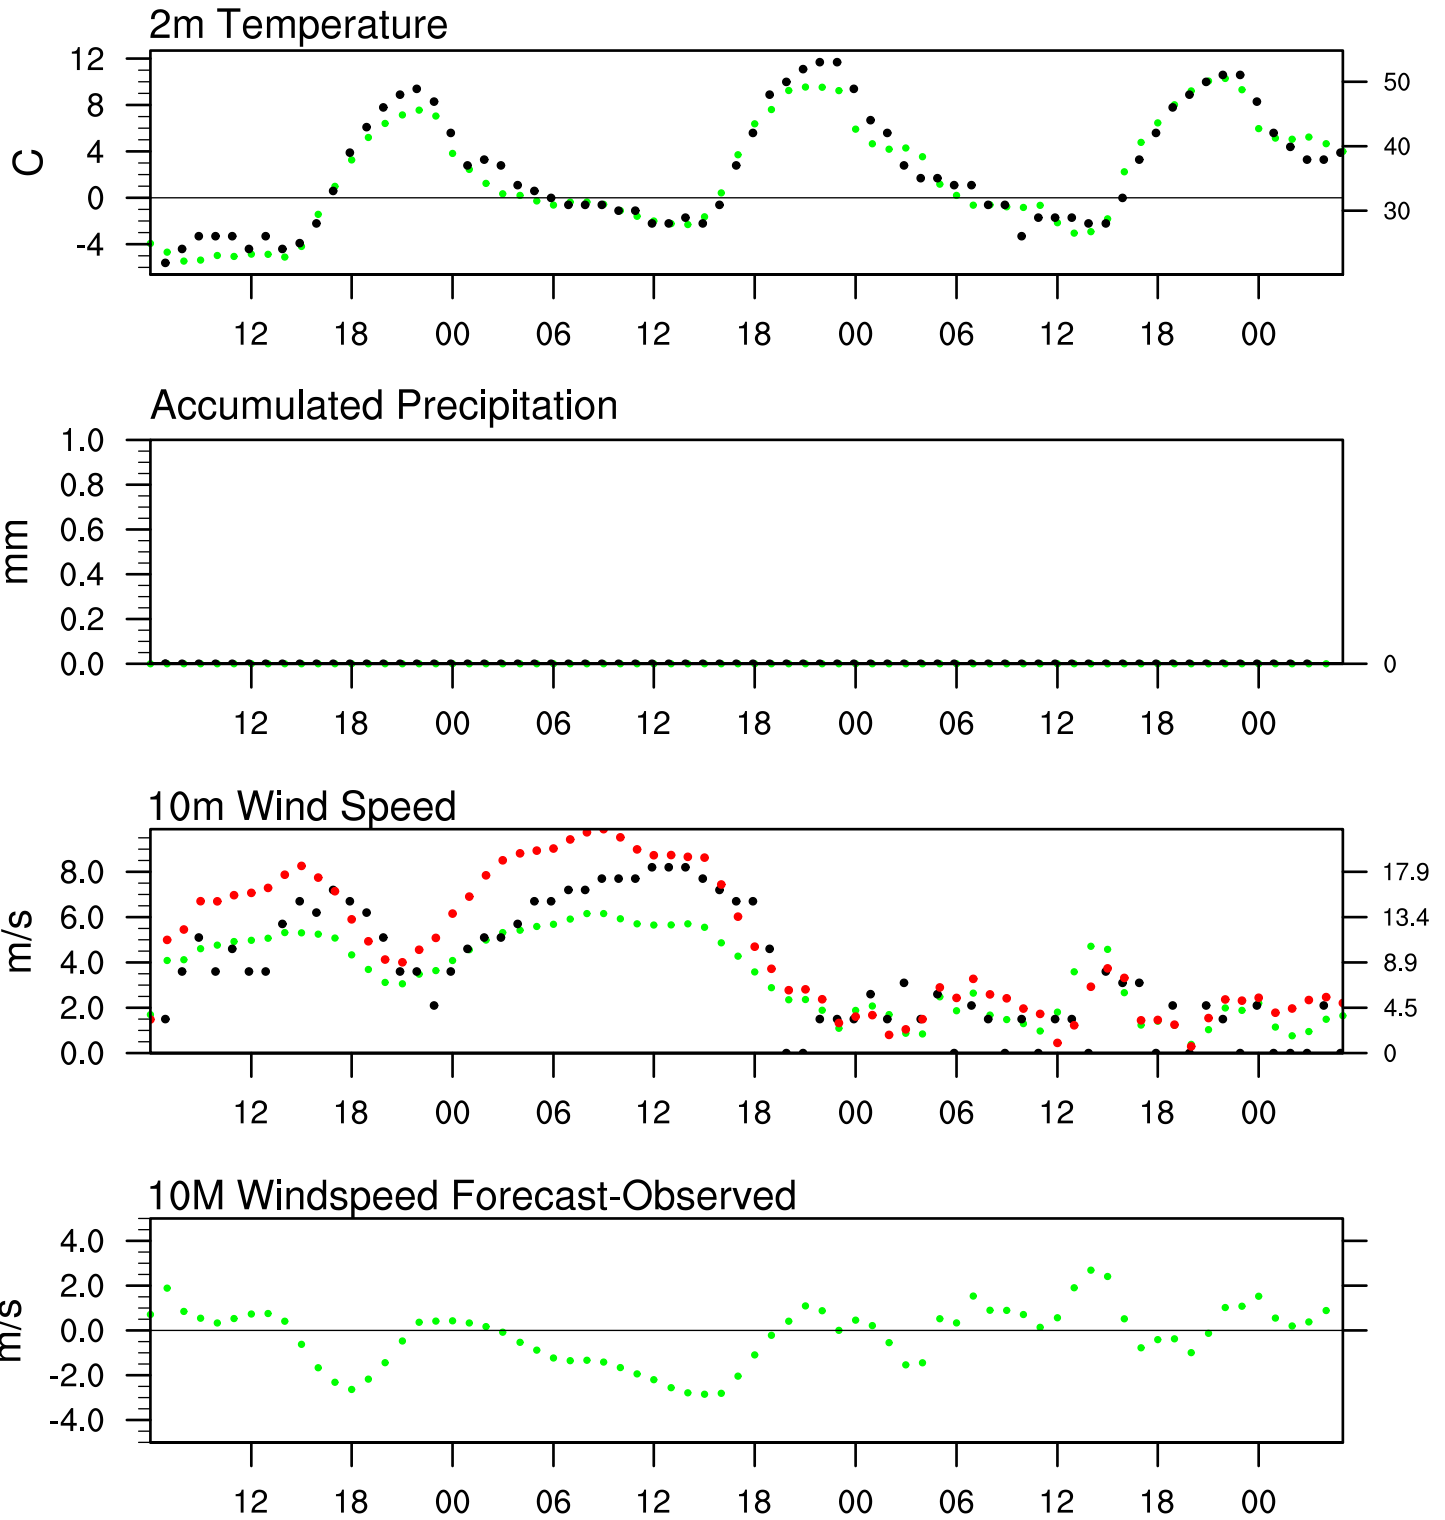 2m Temperature
12
8
4
0
-4
C
50
40
30
12 18 00 06 12 18 00 06 12 18 00
Accumulated Precipitation
1.0
0.8
0.6
0.4
0.2
0.0
mm
0
12 18 00 06 12 18 00 06 12 18 00
10m Wind Speed
8.0
6.0
4.0
2.0
0.0
m/s
17.9
13.4
8.9
4.5
0
12 18 00 06 12 18 00 06 12 18 00
10M Windspeed Forecast-Observed
4.0
2.0
0.0
-2.0
-4.0
m/s
12 18 00 06 12 18 00 06 12 18 00